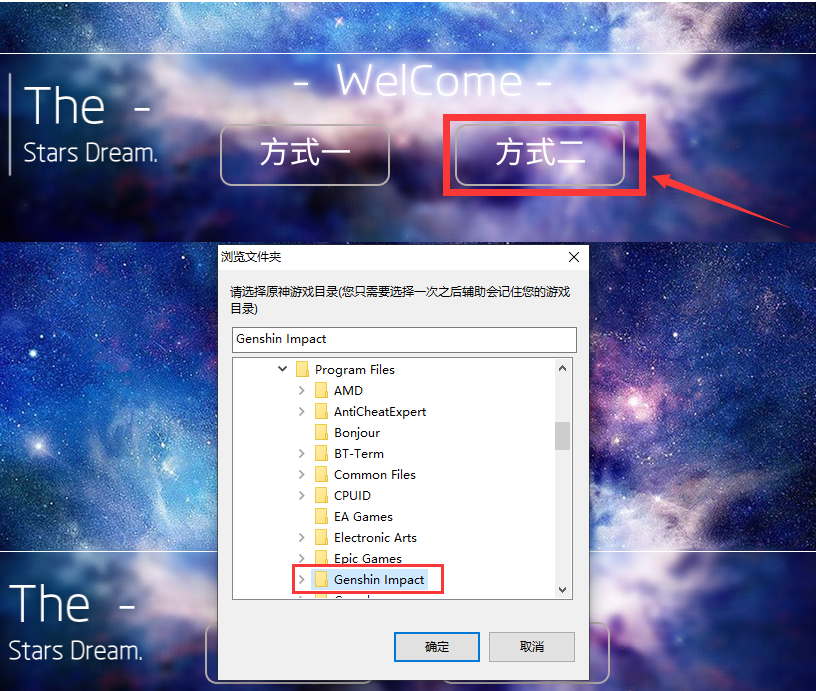 - WelCome -
The -
Stars Dream.
方式一
方式二
浏览文件夹
请选择原神游戏目录(您只需要选择一次之后辅助会记住您的游戏
目录)
Genshin Impact
Program Files
AMD
AntiCheatExpert
Bonjour
BT-Term
Common Files
CPUID
EA Games
Electronic Arts
Epic Games
Genshin Impact
The -
Stars Dream.
确定
取消